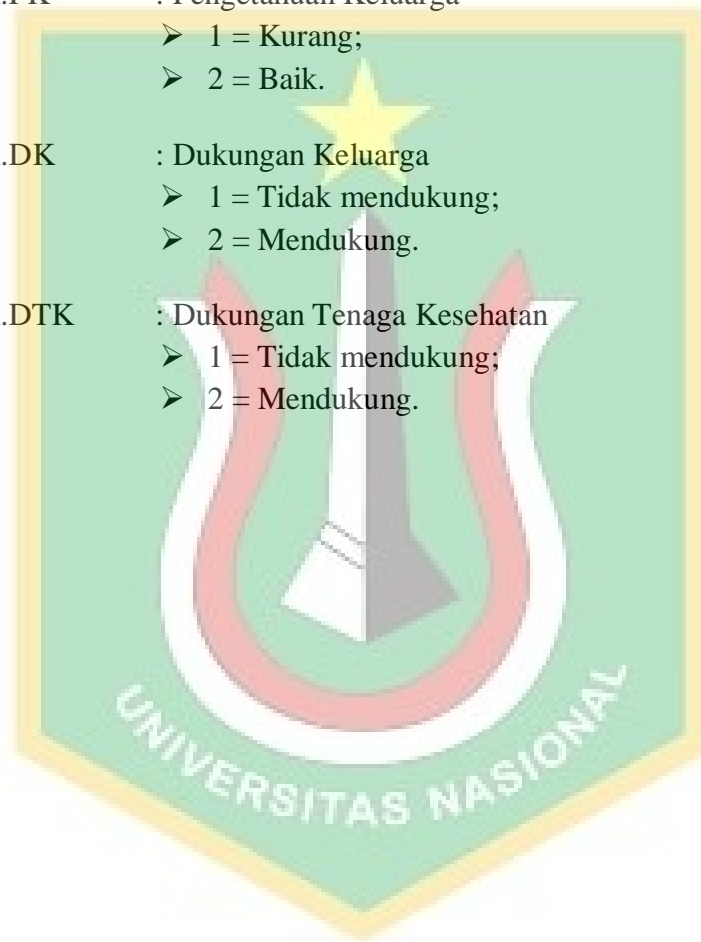 : Pengetahuan Keluarga
➢ 1 = Kurang;
➢ 2 = Baik.
.DK : Dukungan Keluarga
➢ 1 = Tidak mendukung;
➢ 2 = Mendukung.
.DTK : Dukungan Tenaga Kesehatan
➢ 1 = Tidak mendukung;
➢ 2 = Mendukung.
UNIVERSITAS NASIONAL